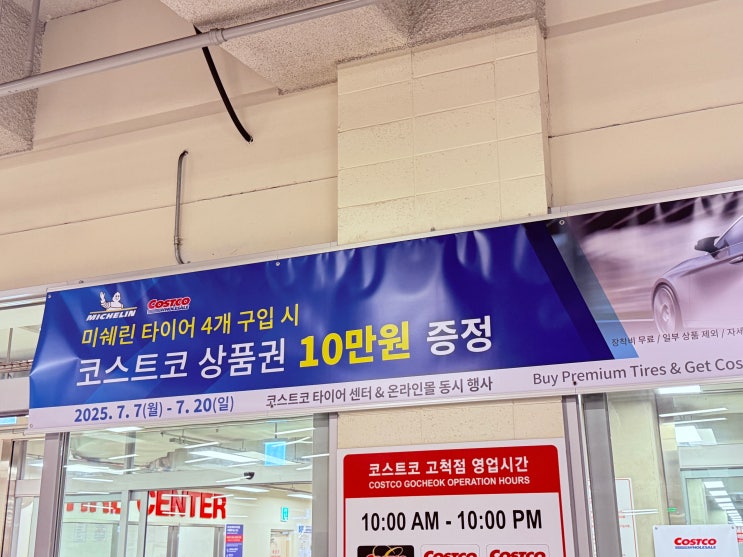 MICHELIN
COSTCO
WHOLESALE
미쉐린 타이어 4개 구입 시
코스트코 상품권 10만원 증정
장착비 무료 / 일부 상품 제외 / 자세
2025. 7. 7(월) - 7. 20(일)
코스트코 타이어 센터 & 온라인몰 동시 행사
Buy Premium Tires & Get Cos
CENTER
코스트코 고척점 영업시간
COSTCO GOCHEOK OPERATION HOURS
10:00 AM - 10:00 PM
COSTCO
COSTCO
COSTCO
WHOLESALE